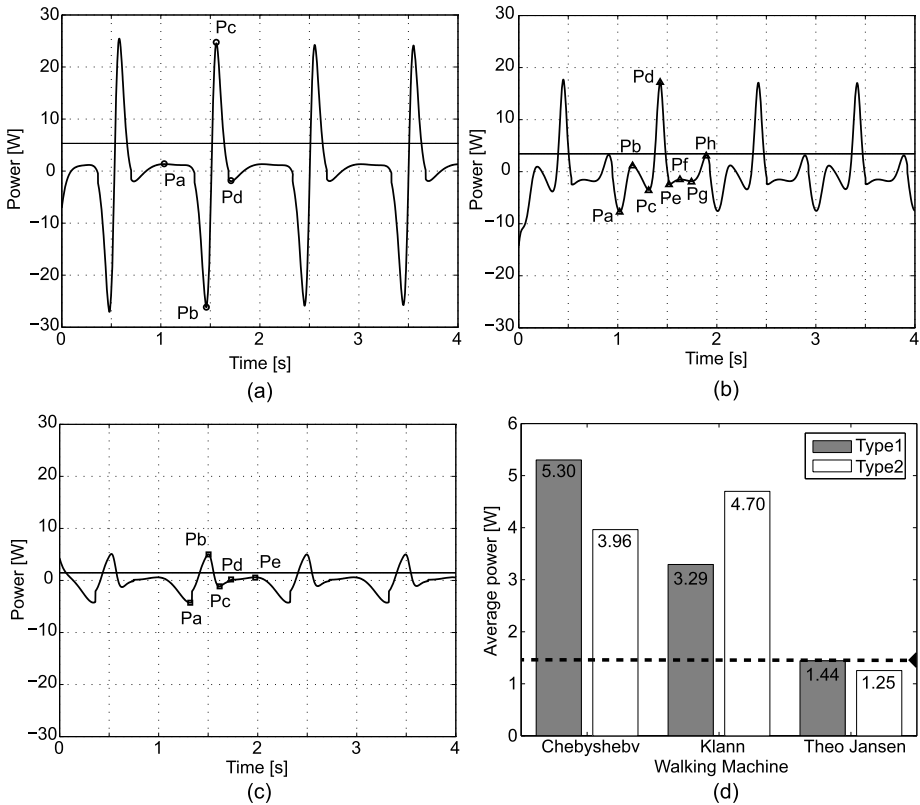 30
20
10
0
−10
−20
−30
Power [W]
Pc
Pa
Pd
Pb
0 1 2 3 4
Time [s]
(a)
30
20
10
0
−10
−20
−30
Power [W]
Pd
Pb
Pf
Ph
Pc
Pe
Pg
Pa
0 1 2 3 4
Time [s]
(b)
30
20
10
0
−10
−20
−30
Power [W]
Pb
Pd
Pe
Pc
Pa
0 1 2 3 4
Time [s]
(c)
6
5
4
3
2
1
0
Average power [W]
Type1
Type2
5.30
3.96
3.29
4.70
1.44
1.25
Chebyshebv Klann Theo Jansen
Walking Machine
(d)